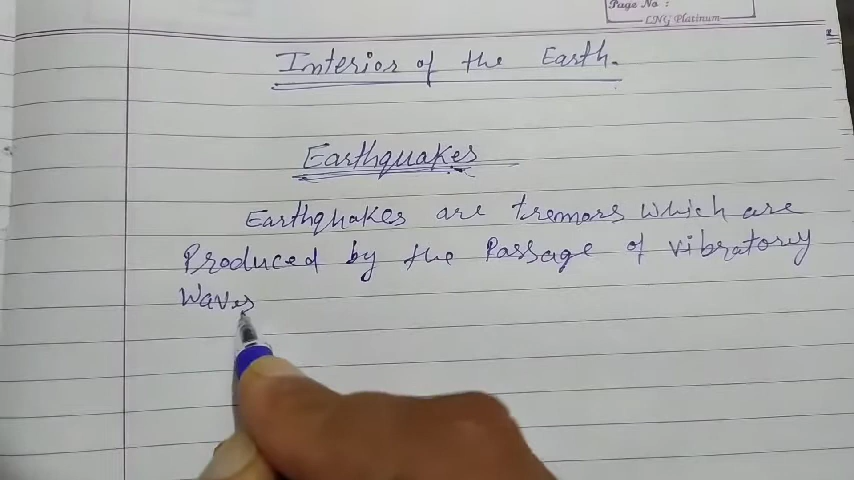 Page No :
LNG Platinum
Interior of the Earth.
Earthquakes
Earthquakes are tremors which are
Produced by the Passage of vibratory
Waves